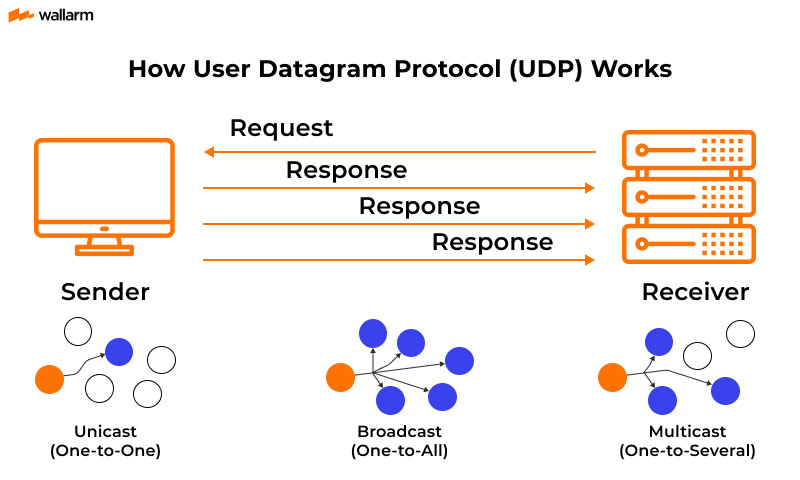 wallarm
How User Datagram Protocol (UDP) Works
Request
Response
Response
Response
Sender
Receiver
Unicast
(One-to-One)
Broadcast
(One-to-All)
Multicast
(One-to-Several)